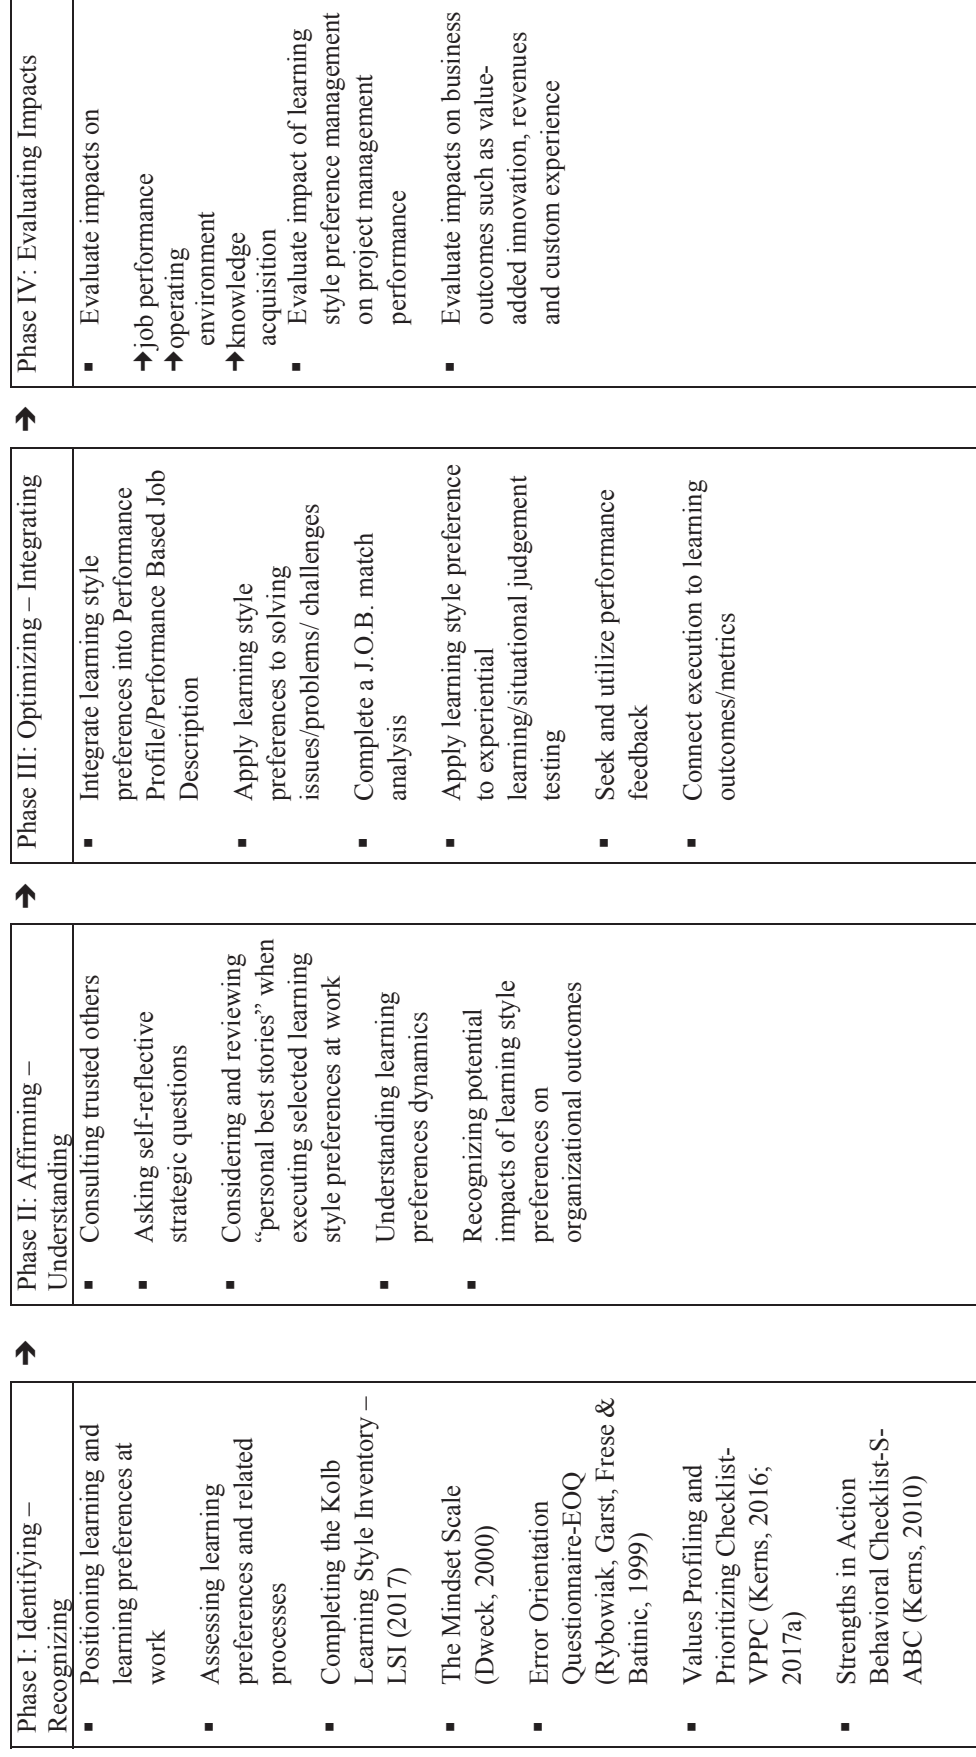 Phase I: Identifying –
Recognizing
▪ Positioning learning and
learning preferences at
work
▪ Assessing learning
preferences and related
processes
▪ Completing the Kolb
Learning Style Inventory –
LSI (2017)
▪ The Mindset Scale
(Dweck, 2000)
▪ Error Orientation
Questionnaire-EOQ
(Rybowiak, Garst, Frese &
Batinic, 1999)
▪ Values Profiling and
Prioritizing Checklist-
VPPC (Kerns, 2016;
2017a)
▪ Strengths in Action
Behavioral Checklist-S-
ABC (Kerns, 2010)
➔
Phase II: Affirming –
Understanding
▪ Consulting trusted others
▪ Asking self-reflective
strategic questions
▪ Considering and reviewing
“personal best stories” when
executing selected learning
style preferences at work
▪ Understanding learning
preferences dynamics
▪ Recognizing potential
impacts of learning style
preferences on
organizational outcomes
➔
Phase III: Optimizing – Integrating
▪ Integrate learning style
preferences into Performance
Profile/Performance Based Job
Description
▪ Apply learning style
preferences to solving
issues/problems/ challenges
▪ Complete a J.O.B. match
analysis
▪ Apply learning style preference
to experiential
learning/situational judgement
testing
▪ Seek and utilize performance
feedback
▪ Connect execution to learning
outcomes/metrics
➔
Phase IV: Evaluating Impacts
▪ Evaluate impacts on
➔job performance
➔operating
environment
➔knowledge
acquisition
▪ Evaluate impact of learning
style preference management
on project management
performance
▪ Evaluate impacts on business
outcomes such as value-
added innovation, revenues
and custom experience